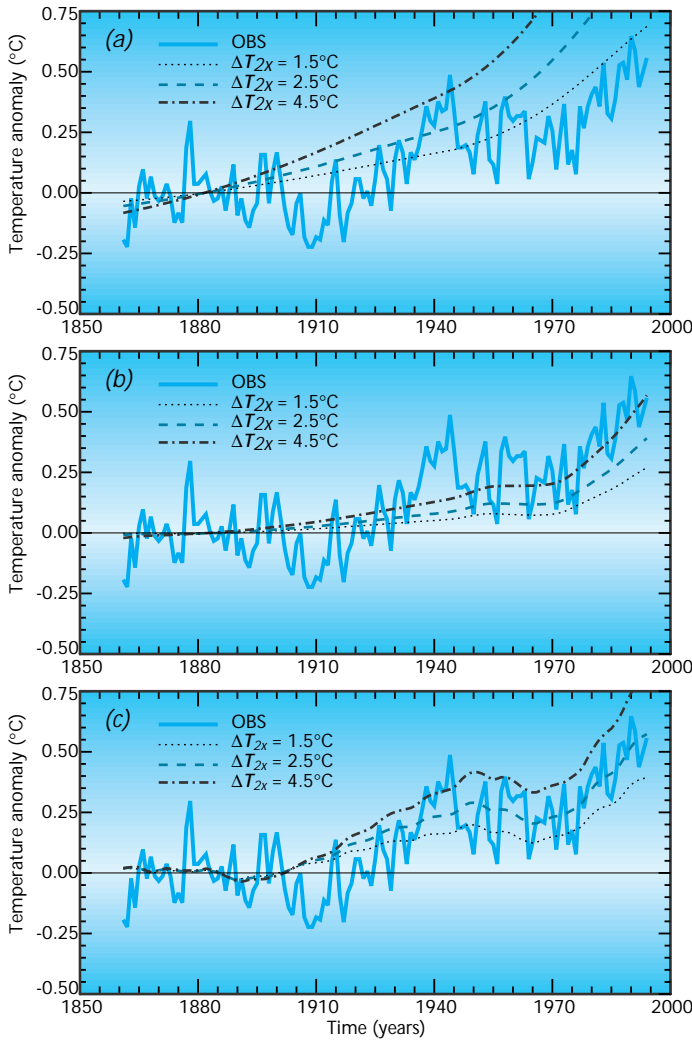 0.75
(a)
OBS
ΔT2x = 1.5°C
ΔT2x = 2.5°C
ΔT2x = 4.5°C
0.50
0.25
0.00
-0.25
-0.50
Temperature anomaly (°C)
1850 1880 1910 1940 1970 2000
0.75
(b)
OBS
ΔT2x = 1.5°C
ΔT2x = 2.5°C
ΔT2x = 4.5°C
0.50
0.25
0.00
-0.25
-0.50
Temperature anomaly (°C)
1850 1880 1910 1940 1970 2000
0.75
(c)
OBS
ΔT2x = 1.5°C
ΔT2x = 2.5°C
ΔT2x = 4.5°C
0.50
0.25
0.00
-0.25
-0.50
Temperature anomaly (°C)
1850 1880 1910 1940 1970 2000
Time (years)